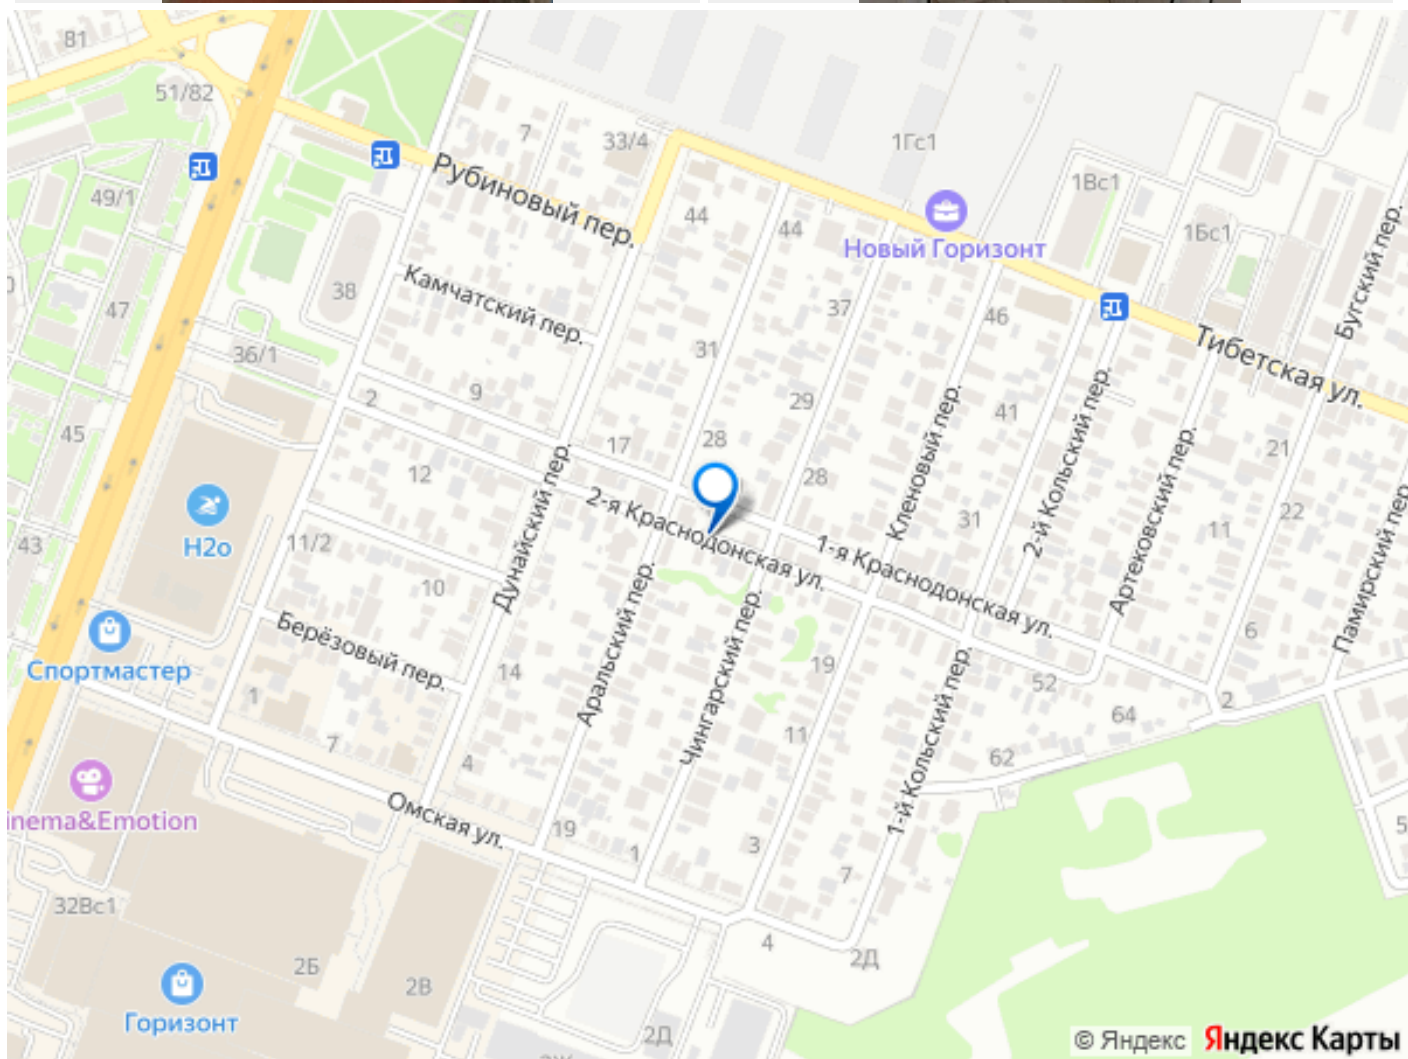 81
51/82
7
33/4
1Гс1
1Вс1
Рубиновый пер.
49/1
44
44
Новый Горизонт
1Бс1
Бугский пер.
38
Камчатский пер.
47
37
46
Тибетская ул.
36/1
31
2
9
29
41
Кленовый пер.
2-й Кольский пер.
45
17
28
21
12
28
Дунайский пер.
2-я Краснодонская ул.
Артековский пер.
H2o
43
11/2
31
11
22
Памирский пер.
1-я Краснодонская ул.
10
Берёзовый пер.
Аральский пер.
Чингарский пер.
6
Спортмастер
14
19
52
2
1
64
7
11
1-й Кольский пер.
62
4
inema&Emotion
Омская ул.
19
1
3
7
5
32Вс1
4
2Б
2В
2Д
Горизонт
2Д
© Яндекс Яндекс Карты